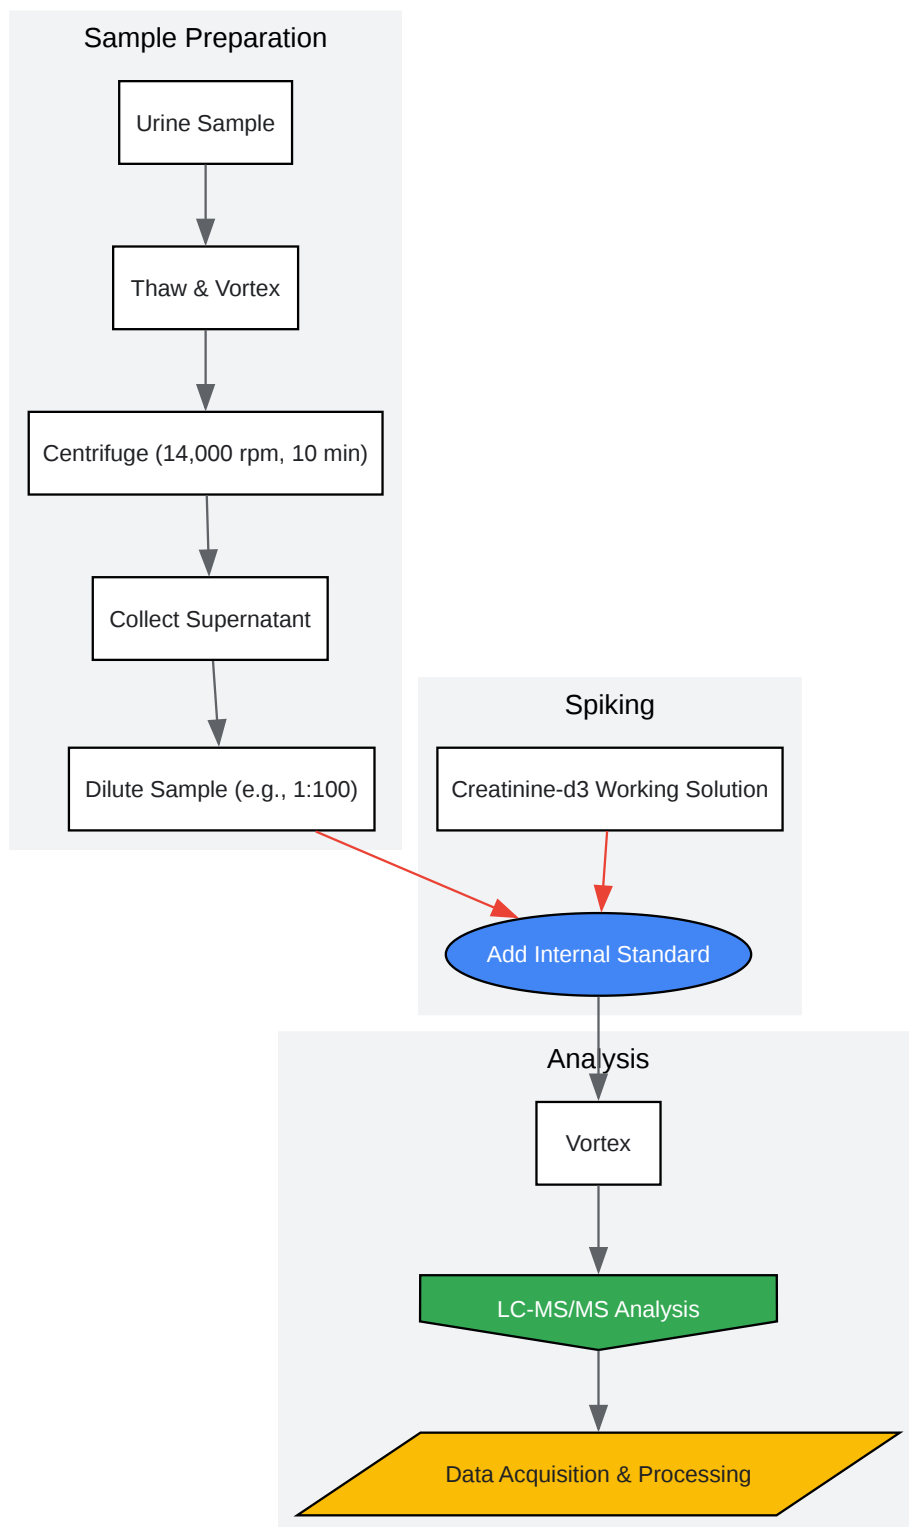 Sample Preparation
Urine Sample
Thaw & Vortex
Centrifuge (14,000 rpm, 10 min)
Collect Supernatant
Dilute Sample (e.g., 1:100)
Spiking
Creatinine-d3 Working Solution
Add Internal Standard
Analysis
Vortex
LC-MS/MS Analysis
Data Acquisition & Processing